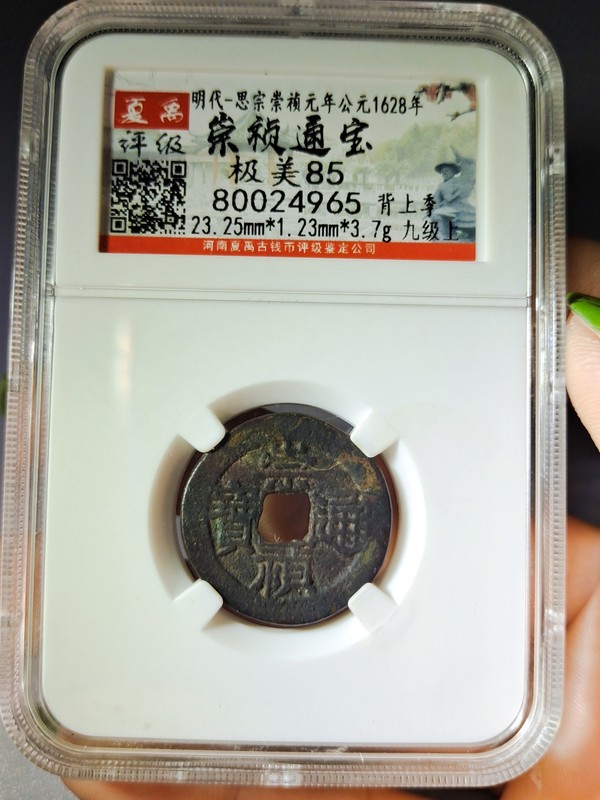 夏禹
评级
明代-思宗崇祯元年公元1628年
崇祯通宝
极美85
80024965 背上季
23.25mm*1.23mm*3.7g 九级上
河南夏禹古钱币评级鉴定公司
崇禎通寶